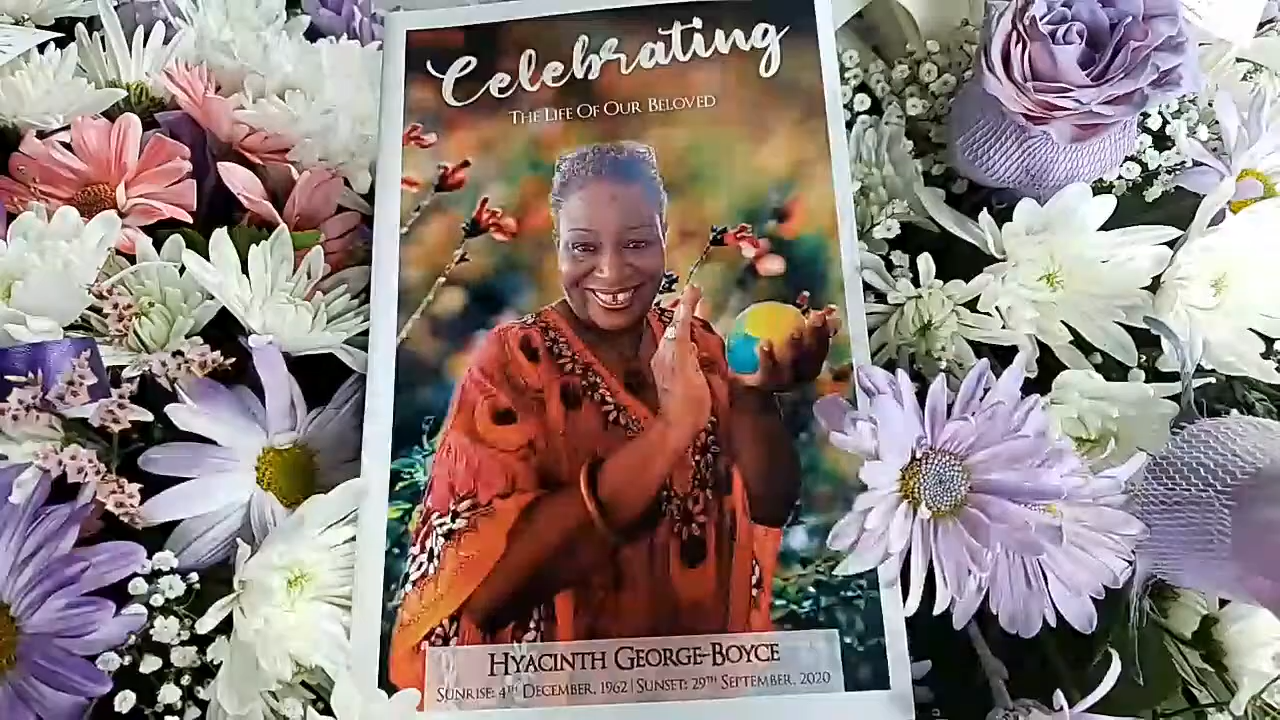 Celebrating
The Life Of Our Beloved
Hyacinth George-Boyce
Sunrise: 4th December, 1962 | Sunset: 29th September, 2020